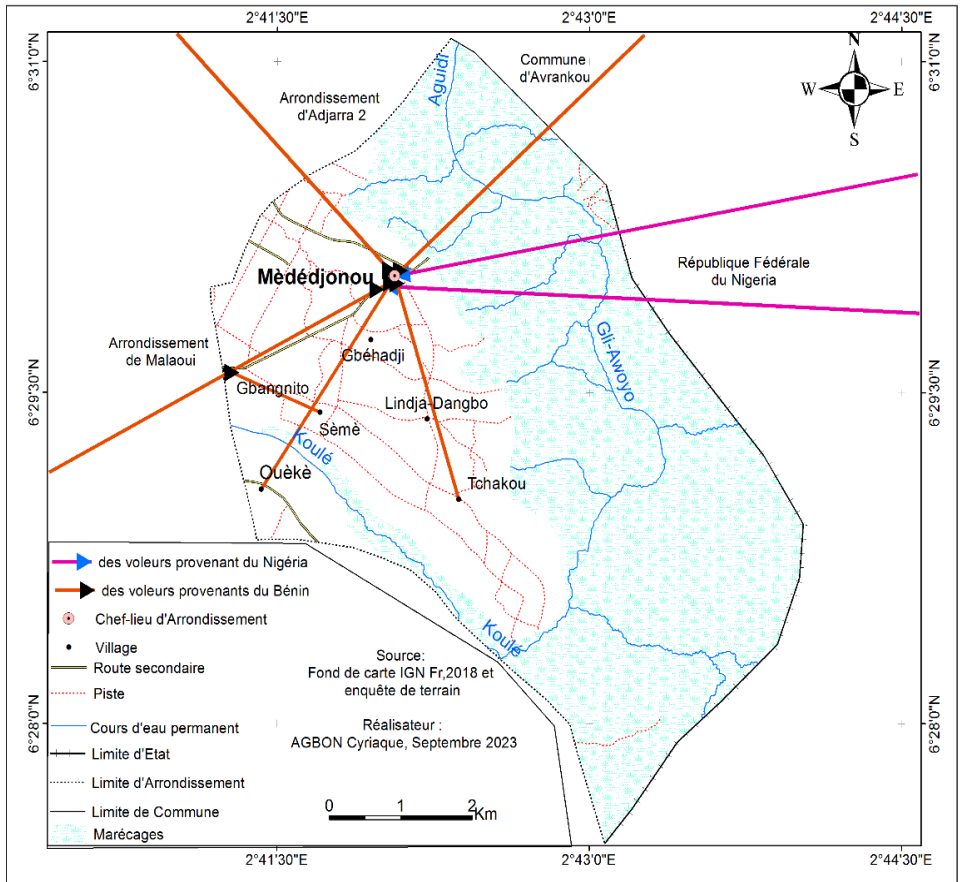 2°41'30"E
2°43'0"E
2°44'30"E
6°31'0"N
6°31'0"N
N
W
E
S
Commune
d'Avrankou
Aguidi
Arrondissement
d'Adjarra 2
Mèdédjonou
République Fédérale
du Nigeria
Arrondissement
de Malaoui
Gbéhadji
Gli-Awoyo
6°29'30"N
6°29'30"N
Gbangnito
Lindja-Dangbo
Sèmè
Koulé
Ouèkè
Tchakou
des voleurs provenant du Nigéria
des voleurs provenants du Bénin
Chef-lieu d'Arrondissement
Village
Route secondaire
Piste
Cours d'eau permanent
Limite d'Etat
Limite d'Arrondissement
Limite de Commune
Marécages
Koulé
Source:
Fond de carte IGN Fr,2018 et
enquête de terrain
Réalisateur :
AGBON Cyriaque, Septembre 2023
0 1 2
Km
6°28'0"N
6°28'0"N
2°41'30"E
2°43'0"E
2°44'30"E